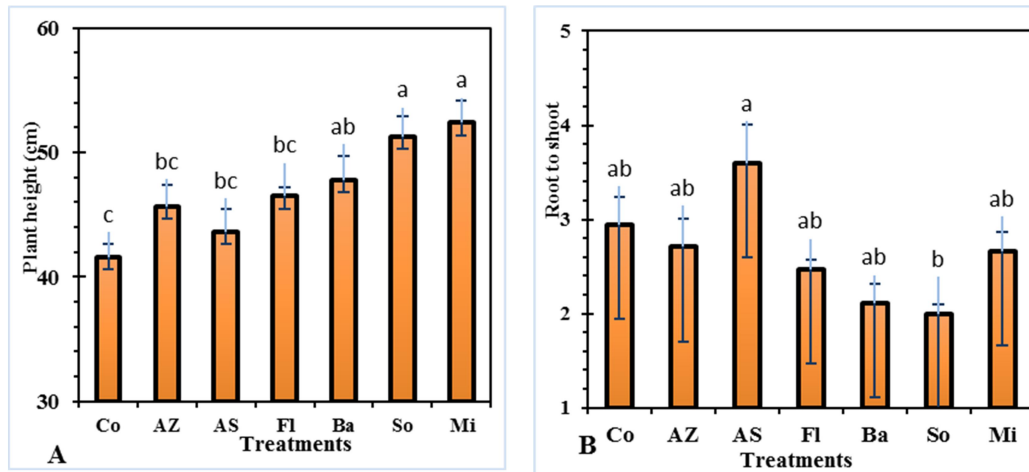 60
50
40
30
Plant height (cm)
c
bc
bc
bc
ab
a
a
Co AZ AS Fl Ba So Mi
Treatments
A
5
4
3
2
1
Root to shoot
ab
ab
a
ab
ab
b
ab
Co AZ AS Fl Ba So Mi
Treatments
B